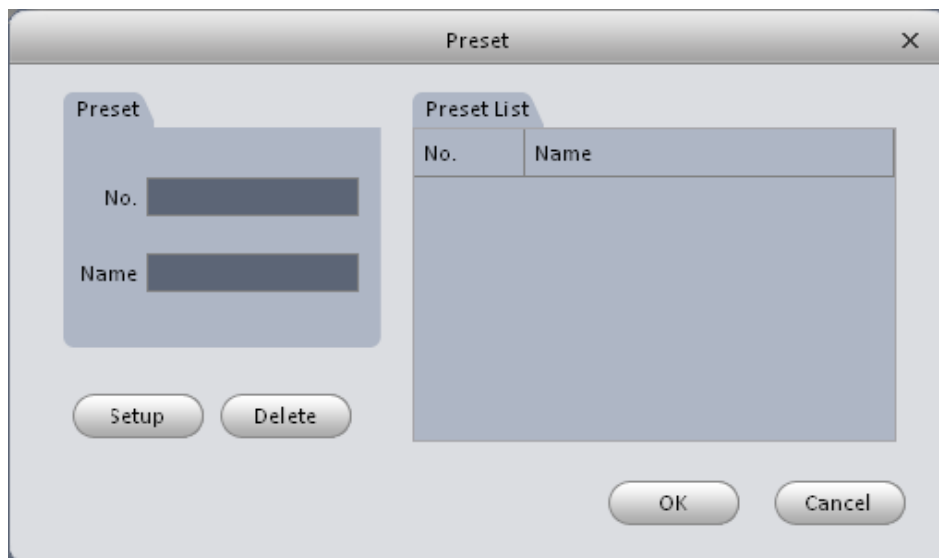 Preset
Preset
No.
Name
Setup
Delete
Preset List
No. Name
OK
Cancel